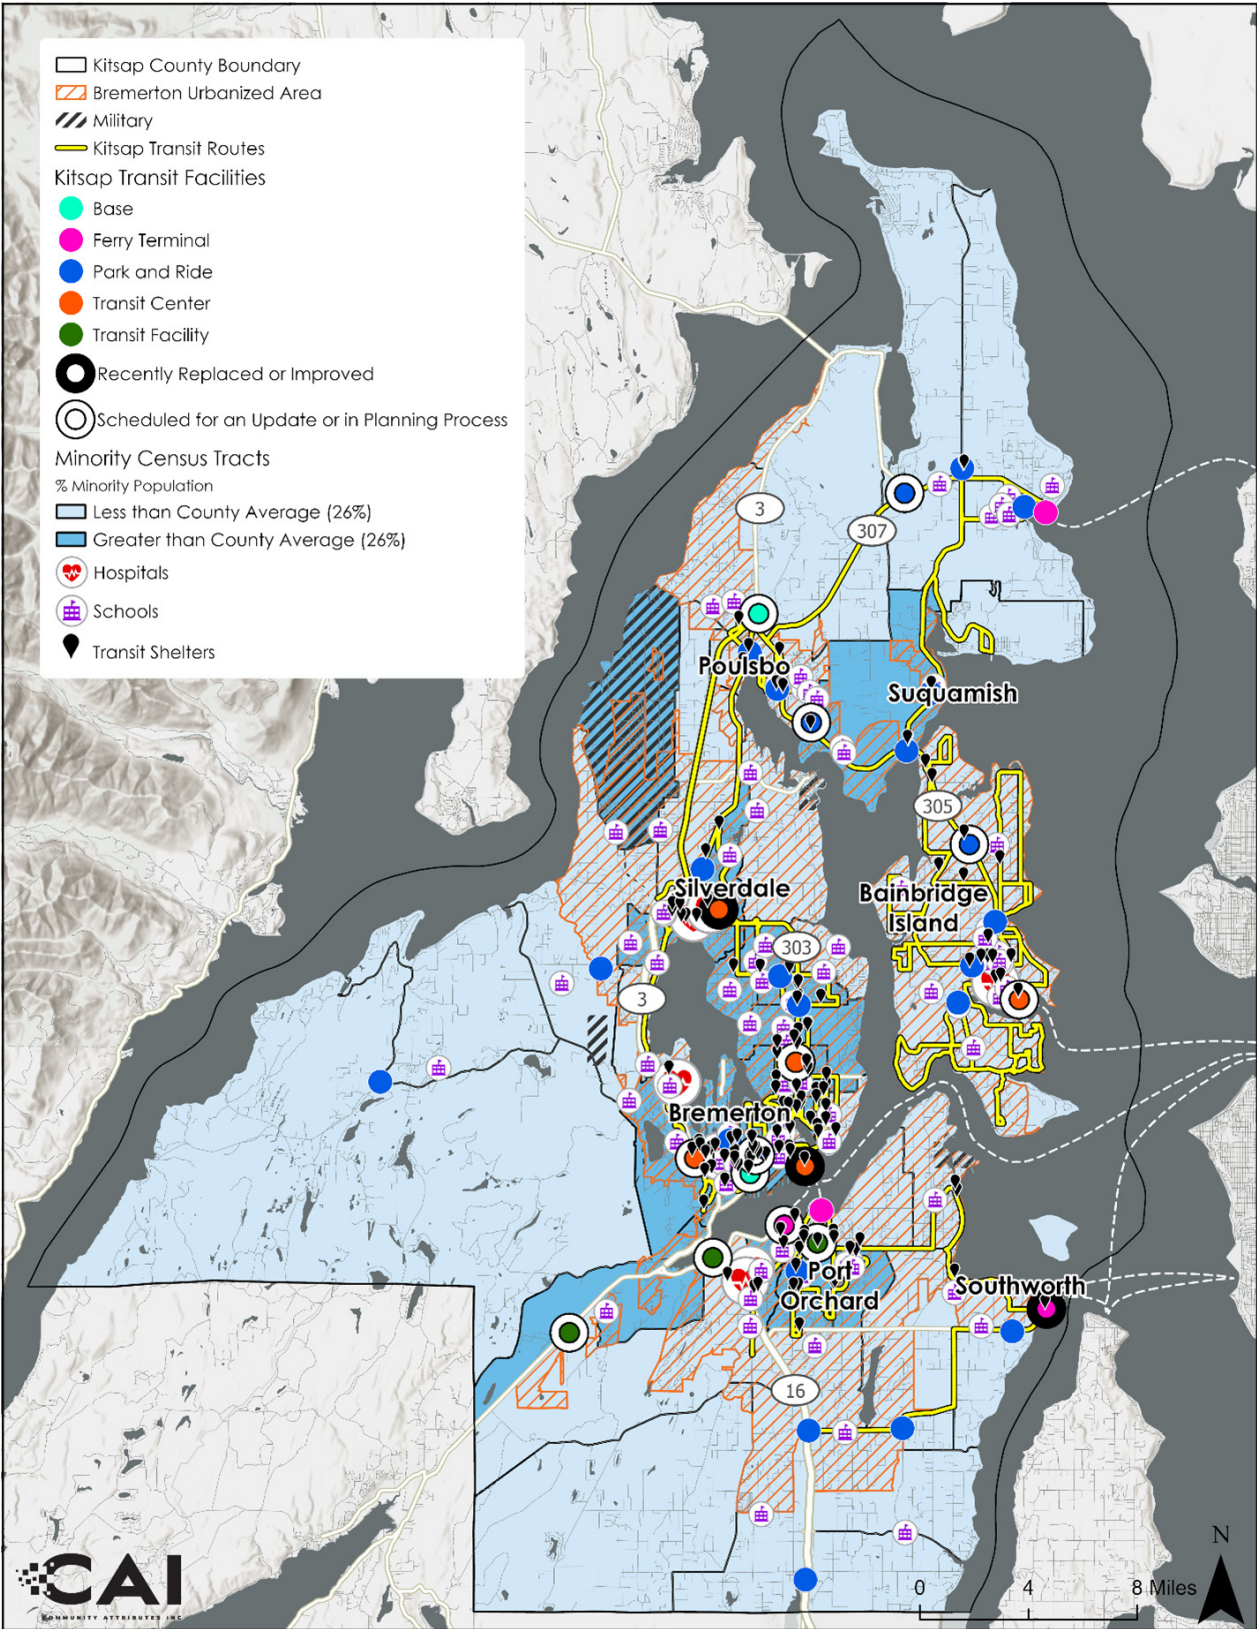 Kitsap County Boundary
Bremerton Urbanized Area
Military
Kitsap Transit Routes
Kitsap Transit Facilities
Base
Ferry Terminal
Park and Ride
Transit Center
Transit Facility
Recently Replaced or Improved
Scheduled for an Update or in Planning Process
Minority Census Tracts
% Minority Population
Less than County Average (26%)
Greater than County Average (26%)
Hospitals
Schools
Transit Shelters
3
307
Poulsbo
Suquamish
305
Silverdale
Bainbridge
Island
303
3
Bremerton
Port
Orchard
Southworth
16
N
0 4 8 Miles
CAI
COMMUNITY ATTRIBUTES INC